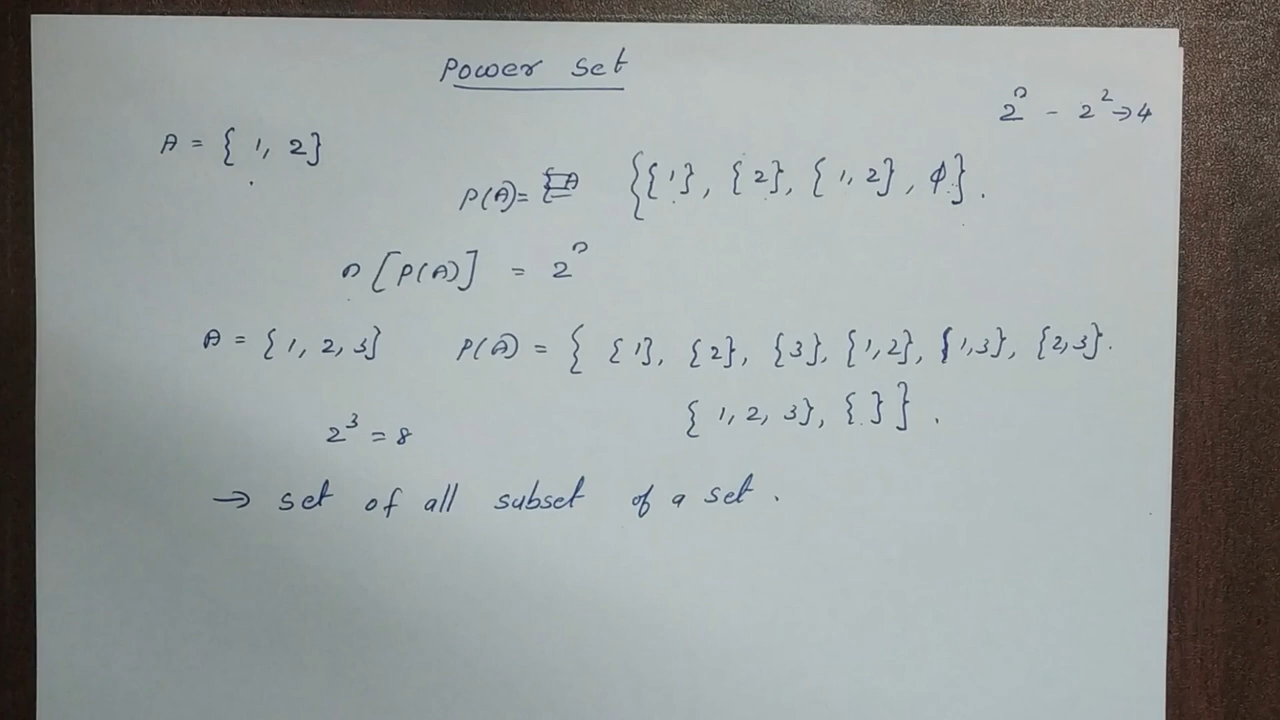 Power Set
2ⁿ - 2² → 4
A = { 1, 2}
P(A) = {{1}, {2}, {1, 2}, ϕ}.
n [P(A)] = 2ⁿ
A = {1, 2, 3} P(A) = { {1}, {2}, {3}, {1,2}, {1,3}, {2,3}.
{ 1, 2, 3}, { } } .
2³ = 8
→ set of all subset of a set .